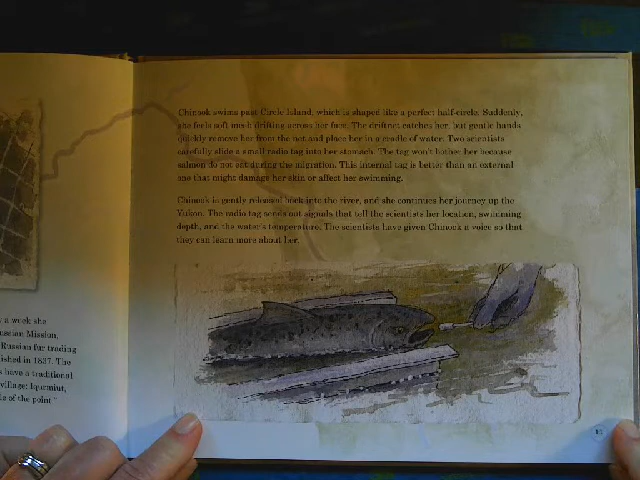 a week she
Russian Mission,
Russian fur trading
ished in 1837. The
have a traditional
village: Iquemiut,
le of the point"
Chinook swims past Circle Island, which is shaped like a perfect half-circle. Suddenly,
she feels soft mesh drifting across her face. The driftnet catches her, but gentle hands
quickly remove her from the net and place her in a cradle of water. Two scientists
carefully slide a small radio tag into her stomach. The tag won't bother her because
salmon do not eat during the migration. This internal tag is better than an external
one that might damage her skin or affect her swimming.
Chinook is gently released back into the river, and she continues her journey up the
Yukon. The radio tag sends out signals that tell the scientists her location, swimming
depth, and the water's temperature. The scientists have given Chinook a voice so that
they can learn more about her.